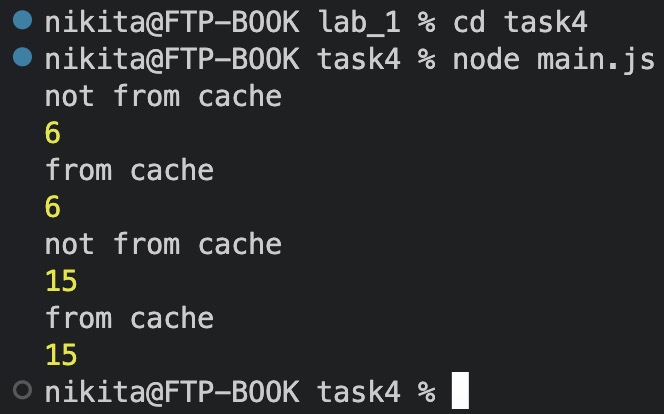 nikita@FTP-BOOK lab_1 % cd task4
nikita@FTP-BOOK task4 % node main.js
not from cache
6
from cache
6
not from cache
15
from cache
15
nikita@FTP-BOOK task4 %